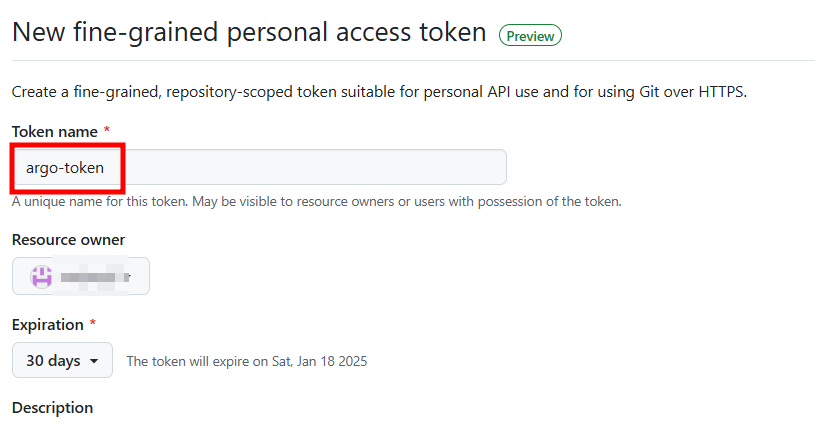 New fine-grained personal access token Preview
Create a fine-grained, repository-scoped token suitable for personal API use and for using Git over HTTPS.
Token name *
argo-token
A unique name for this token. May be visible to resource owners or users with possession of the token.
Resource owner
Expiration *
30 days The token will expire on Sat, Jan 18 2025
Description